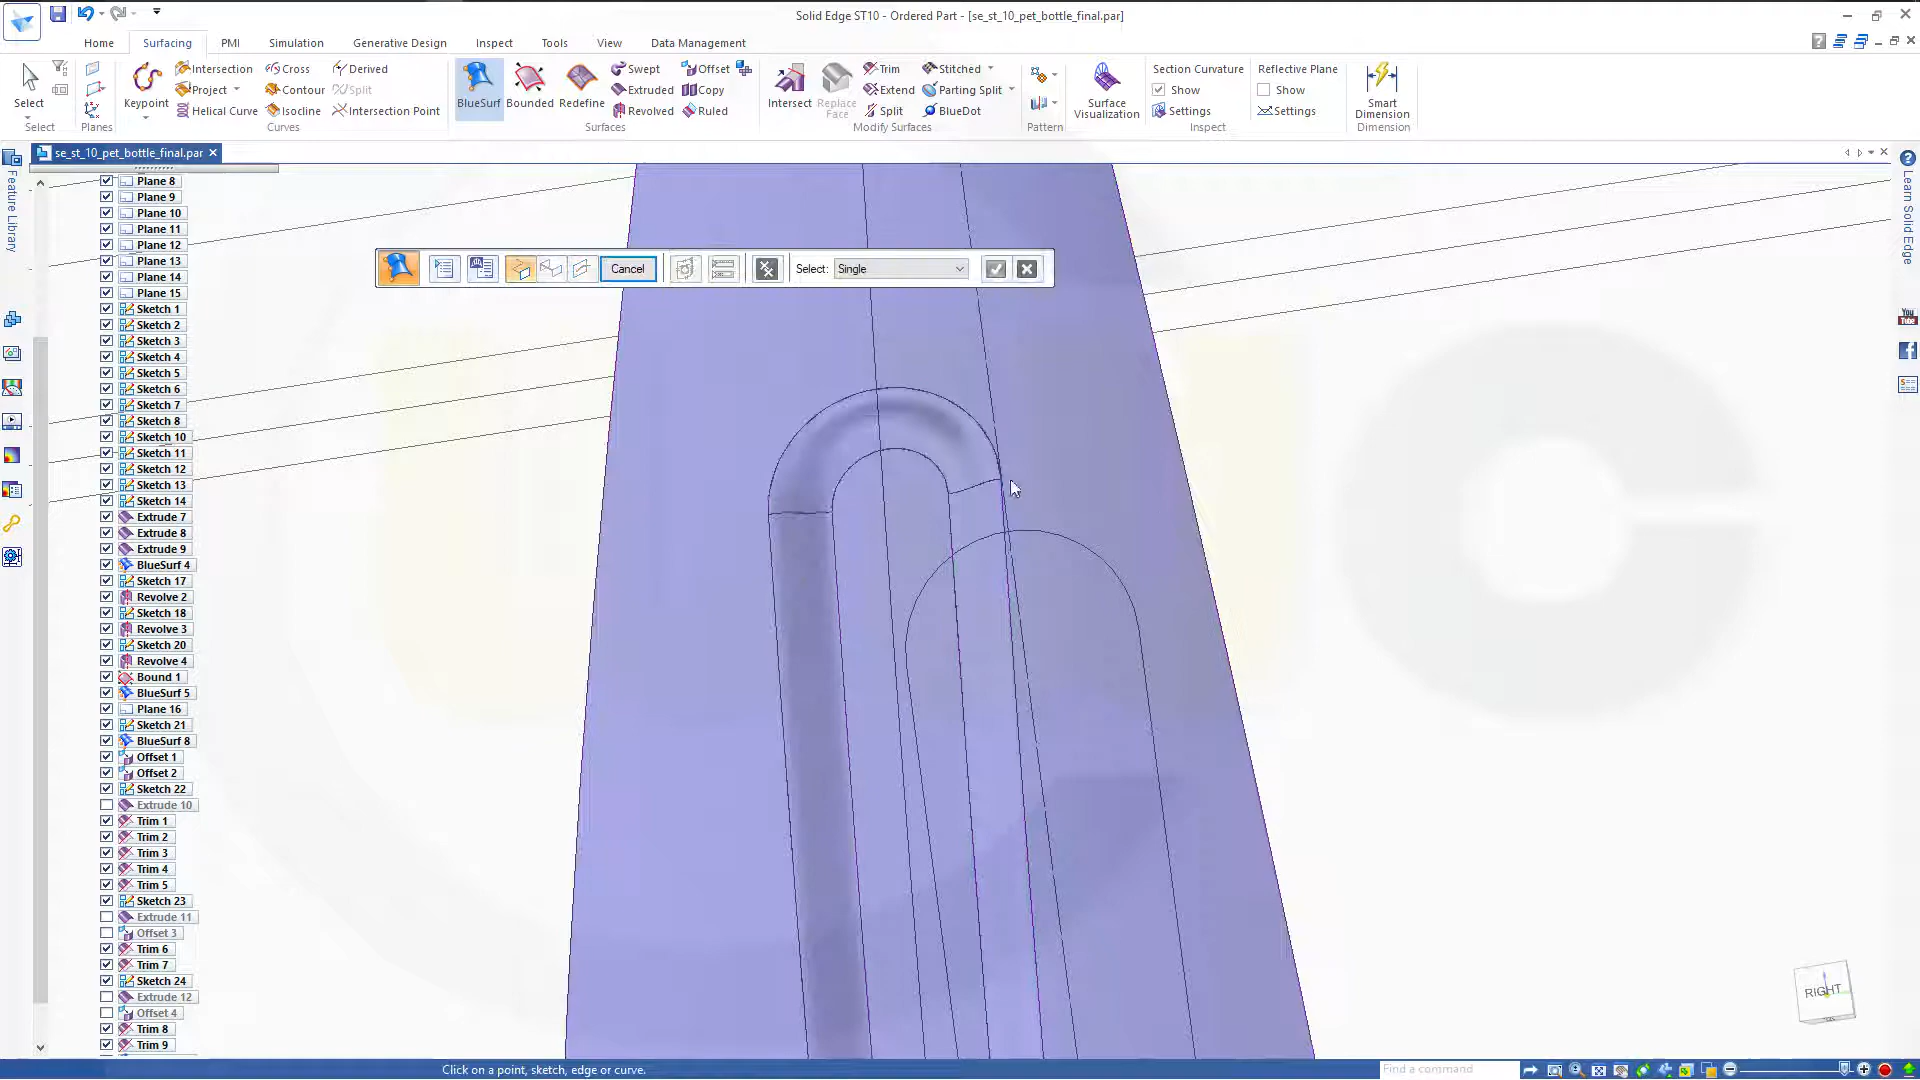 Solid Edge ST10 - Ordered Part - [se_st_10_pet_bottle_final.par]
Home Surfacing PMI Simulation Generative Design Inspect Tools View Data Management
Select
Select
Planes
Keypoint
Intersection
Project
Helical Curve
Cross
Contour
Isocline
Derived
Split
Intersection Point
Curves
BlueSurf
Bounded
Redefine
Swept
Extruded
Revolved
Offset
Copy
Ruled
Surfaces
Intersect
Replace
Face
Trim
Extend
Split
Stitched
Parting Split
BlueDot
Modify Surfaces
Pattern
Surface
Visualization
Section Curvature
Show
Settings
Reflective Plane
Show
Settings
Inspect
Smart
Dimension
Dimension
se_st_10_pet_bottle_final.par
Feature Library
Learn Solid Edge
You
Tube
Cancel
Select: Single
Plane 8
Plane 9
Plane 10
Plane 11
Plane 12
Plane 13
Plane 14
Plane 15
Sketch 1
Sketch 2
Sketch 3
Sketch 4
Sketch 5
Sketch 6
Sketch 7
Sketch 8
Sketch 10
Sketch 11
Sketch 12
Sketch 13
Sketch 14
Extrude 7
Extrude 8
Extrude 9
BlueSurf 4
Sketch 17
Revolve 2
Sketch 18
Revolve 3
Sketch 20
Revolve 4
Bound 1
BlueSurf 5
Plane 16
Sketch 21
BlueSurf 8
Offset 1
Offset 2
Sketch 22
Extrude 10
Trim 1
Trim 2
Trim 3
Trim 4
Trim 5
Sketch 23
Extrude 11
Offset 3
Trim 6
Trim 7
Sketch 24
Extrude 12
Offset 4
Trim 8
Trim 9
RIGHT
Click on a point, sketch, edge or curve.
Find a command